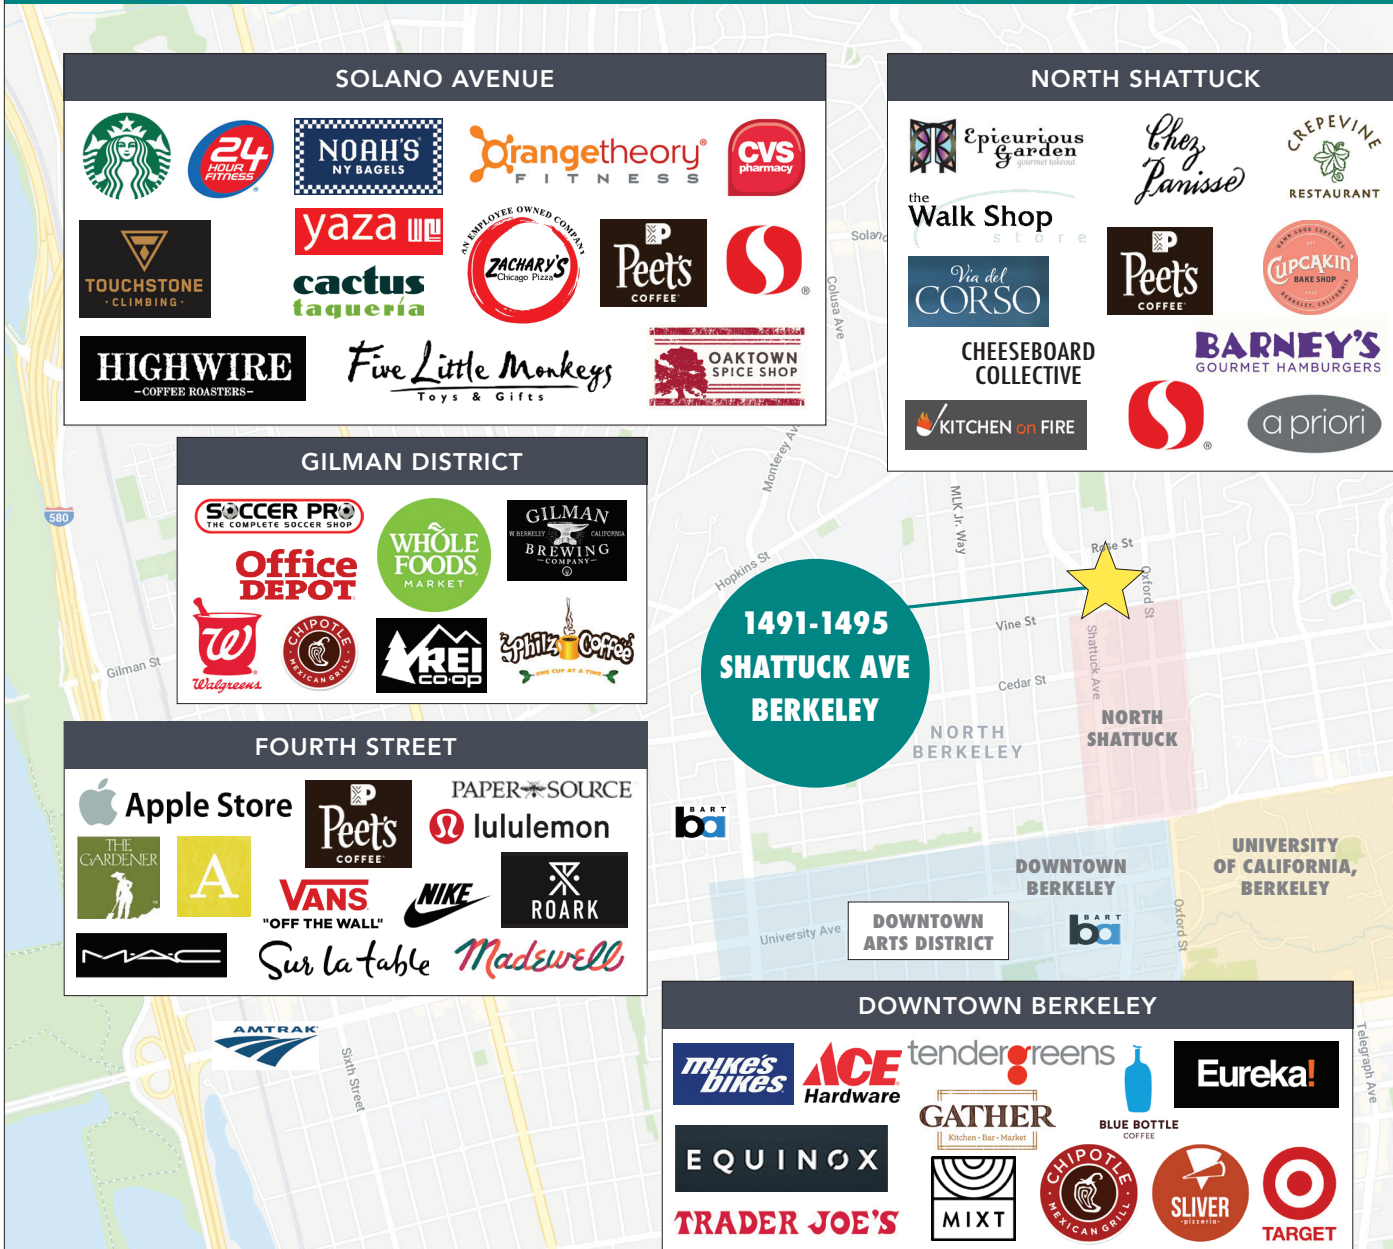 SOLANO AVENUE
24
HOUR
FITNESS
NOAH'S
NY BAGELS
Orangetheory®
FITNESS
CVS
pharmacy
TOUCHSTONE
· CLIMBING ·
yaza
cactus
taquería
AN EMPLOYEE OWNED COMPANY
ZACHARY'S
Chicago Pizza
Peet's
COFFEE
®
HIGHWIRE
–COFFEE ROASTERS–
Five Little Monkeys
Toys & Gifts
OAKTOWN
SPICE SHOP
NORTH SHATTUCK
Epicurious
Garden
gourmet takeout
Chez
Panisse
CREPEVINE
RESTAURANT
the
Walk Shop
store
Via del
CORSO
Peet's
COFFEE
DAMN GOOD CUPCAKES
CUPCAKIN'
BAKE SHOP
BERKELEY, CALIFORNIA
CHEESEBOARD
COLLECTIVE
BARNEY'S
GOURMET HAMBURGERS
KITCHEN on FIRE
®
a priori
Solano
Colusa Ave
Monterey Av
GILMAN DISTRICT
SOCCER PRO
THE COMPLETE SOCCER SHOP
Office
DEPOT
WHOLE
FOODS
MARKET
GILMAN
W. BERKELEY CALIFORNIA
BREWING
–COMPANY–
Walgreens
CHIPOTLE
MEXICAN GRILL
REI
co·op
Philz Coffee
ONE CUP AT A TIME
580
Gilman St
Hopkins St
MLK Jr. Way
Rose St
Oxford St
Vine St
Shattuck Ave
Cedar St
1491-1495
SHATTUCK AVE
BERKELEY
NORTH
BERKELEY
NORTH
SHATTUCK
FOURTH STREET
Apple Store
Peet's
COFFEE
PAPER SOURCE
lululemon
THE
GARDENER
A
VANS
"OFF THE WALL"
NIKE
ROARK
MAC
Sur la table
Madewell
BART
ba
DOWNTOWN
BERKELEY
UNIVERSITY
OF CALIFORNIA,
BERKELEY
BART
ba
Oxford St
University Ave
DOWNTOWN
ARTS DISTRICT
AMTRAK
Sixth Street
Telegraph Ave
DOWNTOWN BERKELEY
mike's
bikes
ACE
Hardware
tendergreens
BLUE BOTTLE
COFFEE
Eureka!
GATHER
Kitchen · Bar · Market
EQUINOX
MIXT
CHIPOTLE
MEXICAN GRILL
SLIVER
·pizzeria·
TARGET
TRADER JOE'S